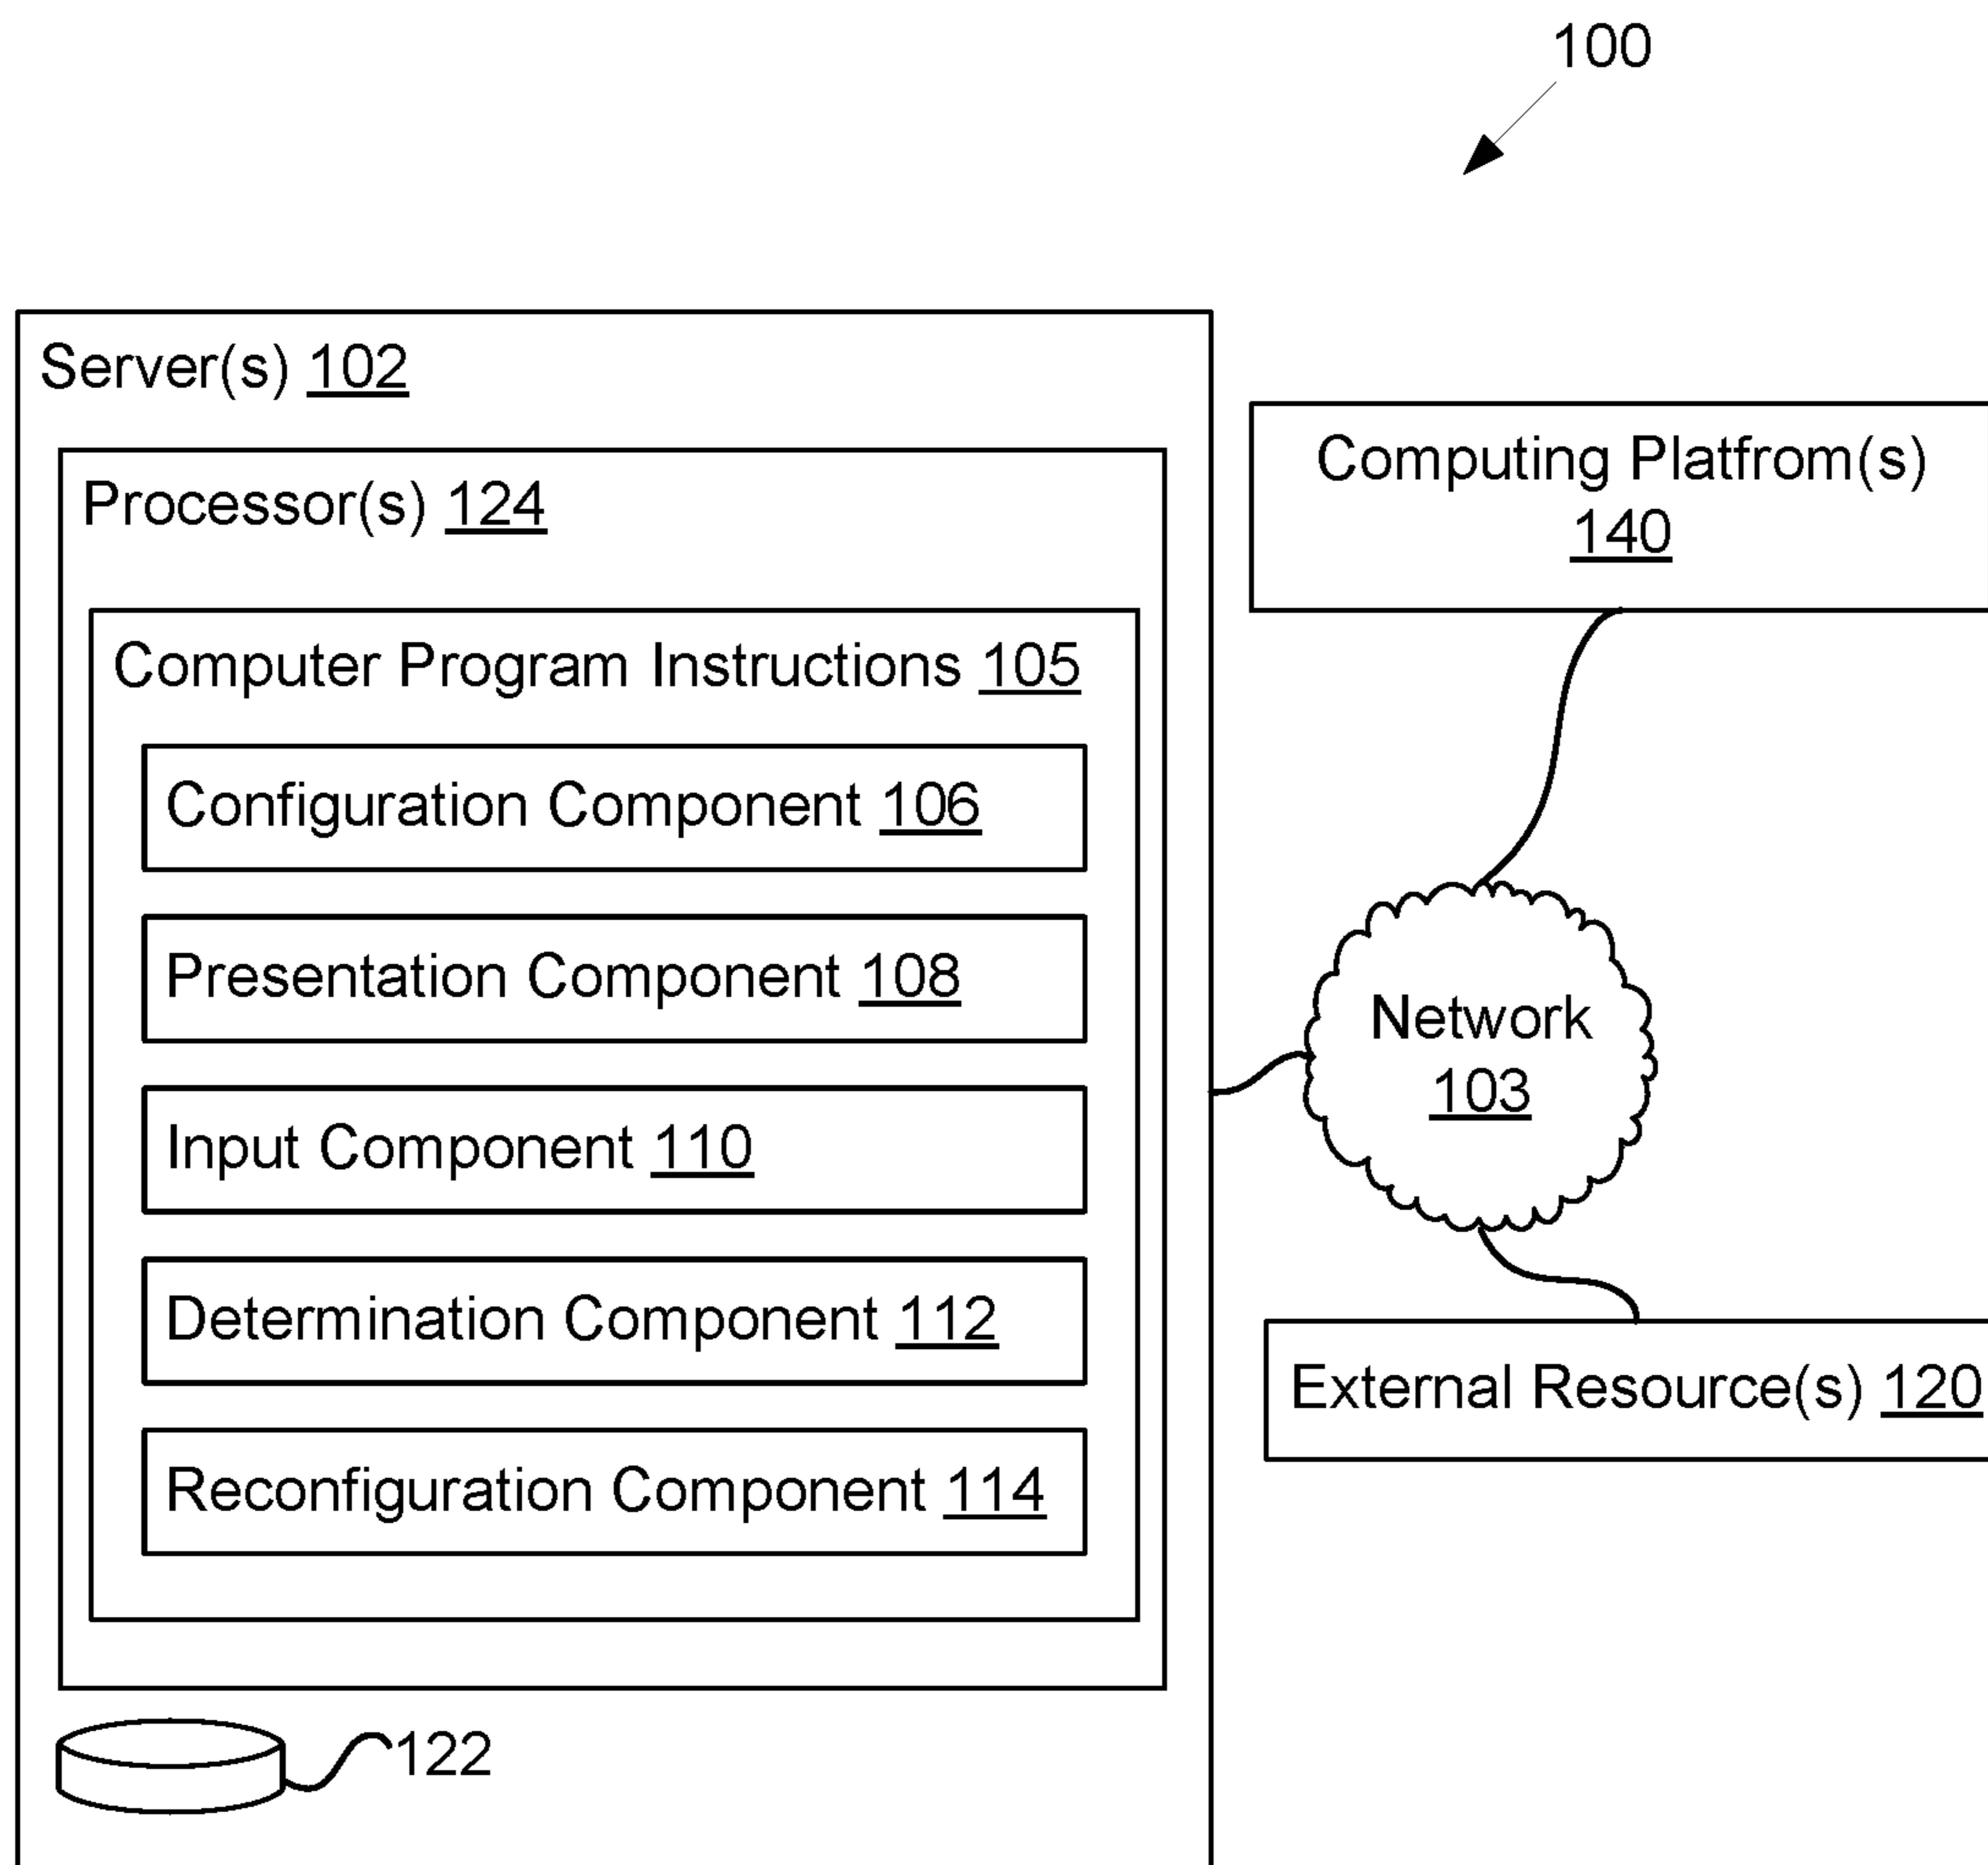 100
Server(s) 102
Processor(s) 124
Computer Program Instructions 105
Configuration Component 106
Presentation Component 108
Input Component 110
Determination Component 112
Reconfiguration Component 114
122
Computing Platfrom(s)
140
Network
103
External Resource(s) 120